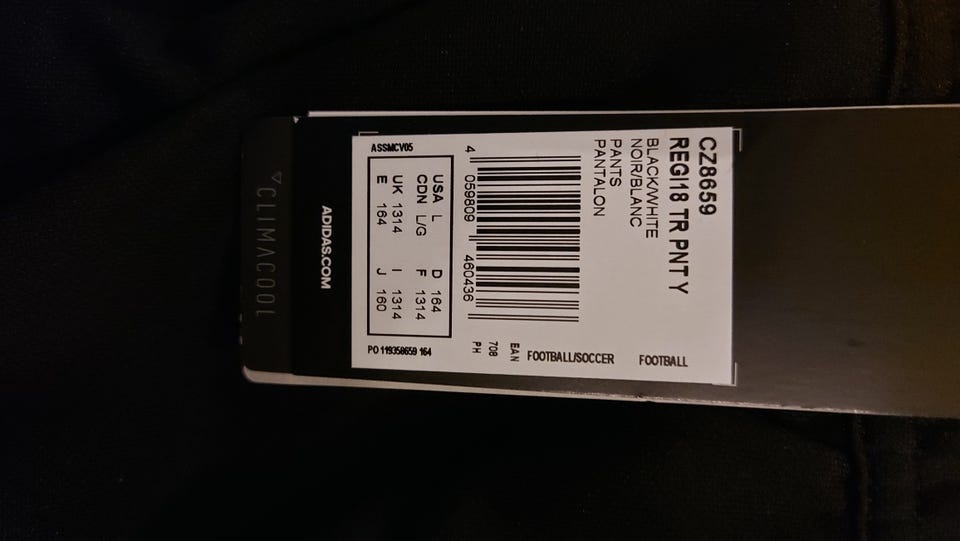 CZ8659
REGI18 TR PNT Y
BLACK/WHITE
NOIR/BLANC
PANTS
PANTALON
FOOTBALL
FOOTBALL/SOCCER
4 059809 460436
EAN
708
PH
USA L D 164
CDN L/G F 1314
UK 1314 I 1314
E 164 J 160
ASSMCV05
PO 119358659 164
ADIDAS.COM
CLIMACOOL